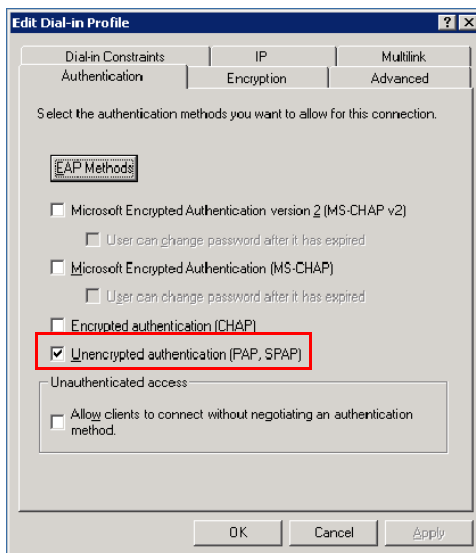 Edit Dial-in Profile
Dial-in Constraints IP Multilink
Authentication Encryption Advanced
Select the authentication methods you want to allow for this connection.
EAP Methods
Microsoft Encrypted Authentication version 2 (MS-CHAP v2)
User can change password after it has expired
Microsoft Encrypted Authentication (MS-CHAP)
User can change password after it has expired
Encrypted authentication (CHAP)
Unencrypted authentication (PAP, SPAP)
Unauthenticated access
Allow clients to connect without negotiating an authentication
method.
OK Cancel Apply